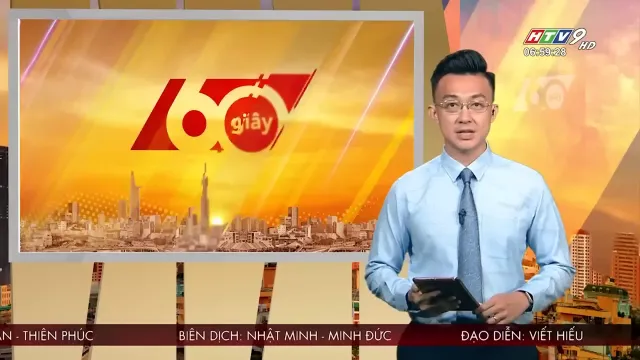 HTV9 HD
06:59:28
60 giây
ẦN - THIÊN PHÚC BIÊN DỊCH: NHẬT MINH - MINH ĐỨC ĐẠO DIỄN: VIẾT HIẾU